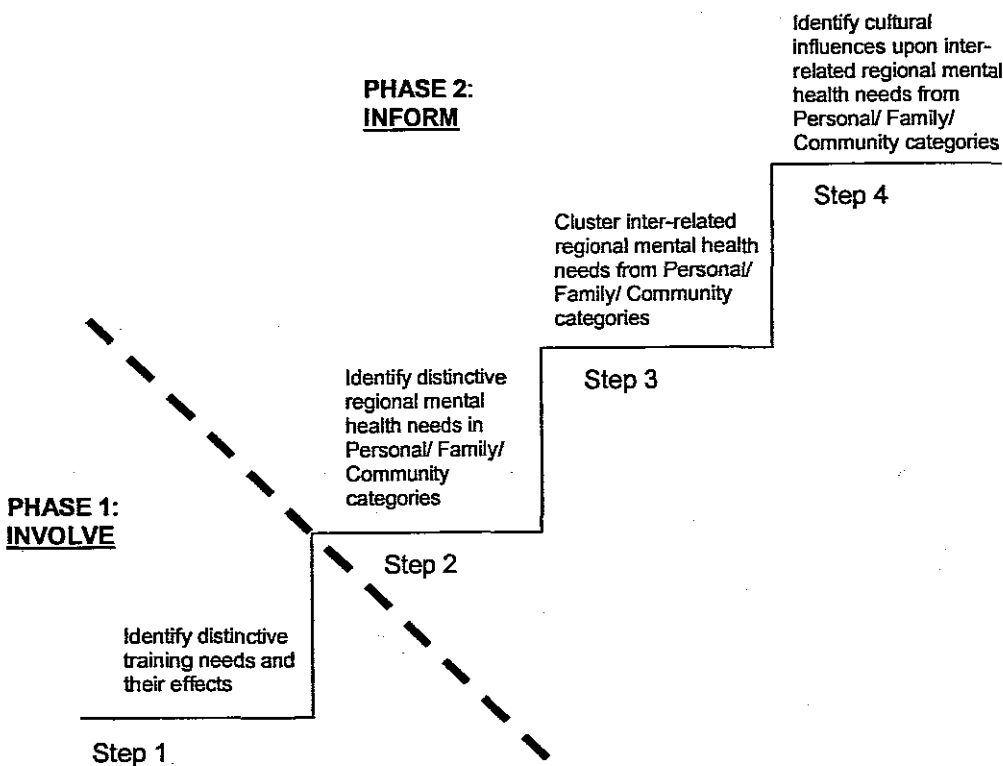 Identify cultural
influences upon inter-
related regional mental
health needs from
Personal/ Family/
Community categories
PHASE 2:
INFORM
Step 4
Cluster inter-related
regional mental health
needs from Personal/
Family/ Community
categories
Step 3
Identify distinctive
regional mental
health needs in
Personal/ Family/
Community
categories
PHASE 1:
INVOLVE
Step 2
Identify distinctive
training needs and
their effects
Step 1